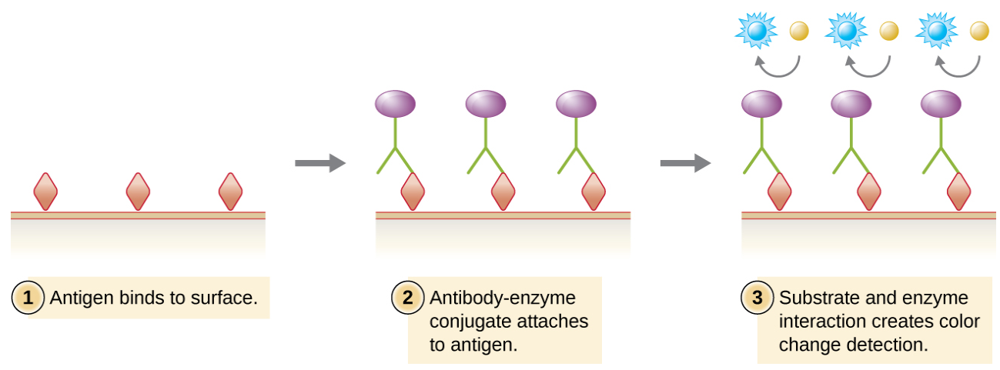 1 Antigen binds to surface.
2 Antibody-enzyme
conjugate attaches
to antigen.
3 Substrate and enzyme
interaction creates color
change detection.